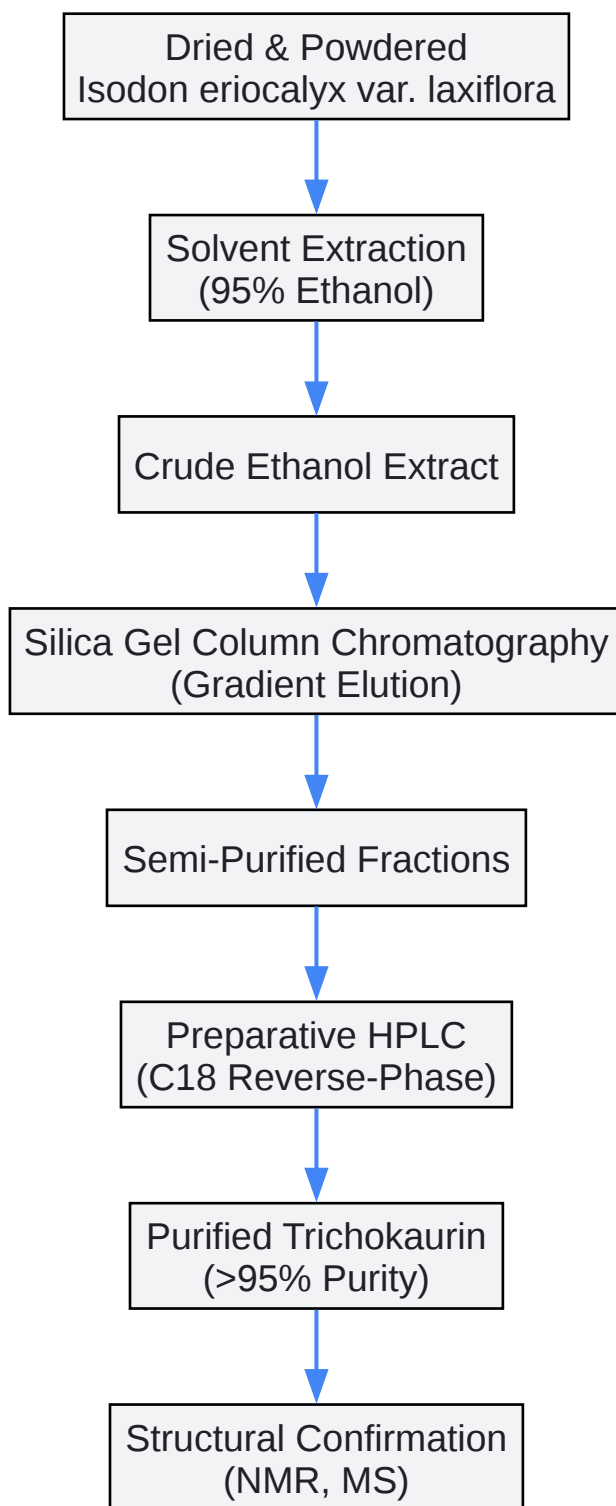 Dried & Powdered
Isodon eriocalyx var. laxiflora
Solvent Extraction
(95% Ethanol)
Crude Ethanol Extract
Silica Gel Column Chromatography
(Gradient Elution)
Semi-Purified Fractions
Preparative HPLC
(C18 Reverse-Phase)
Purified Trichokaurin
(>95% Purity)
Structural Confirmation
(NMR, MS)